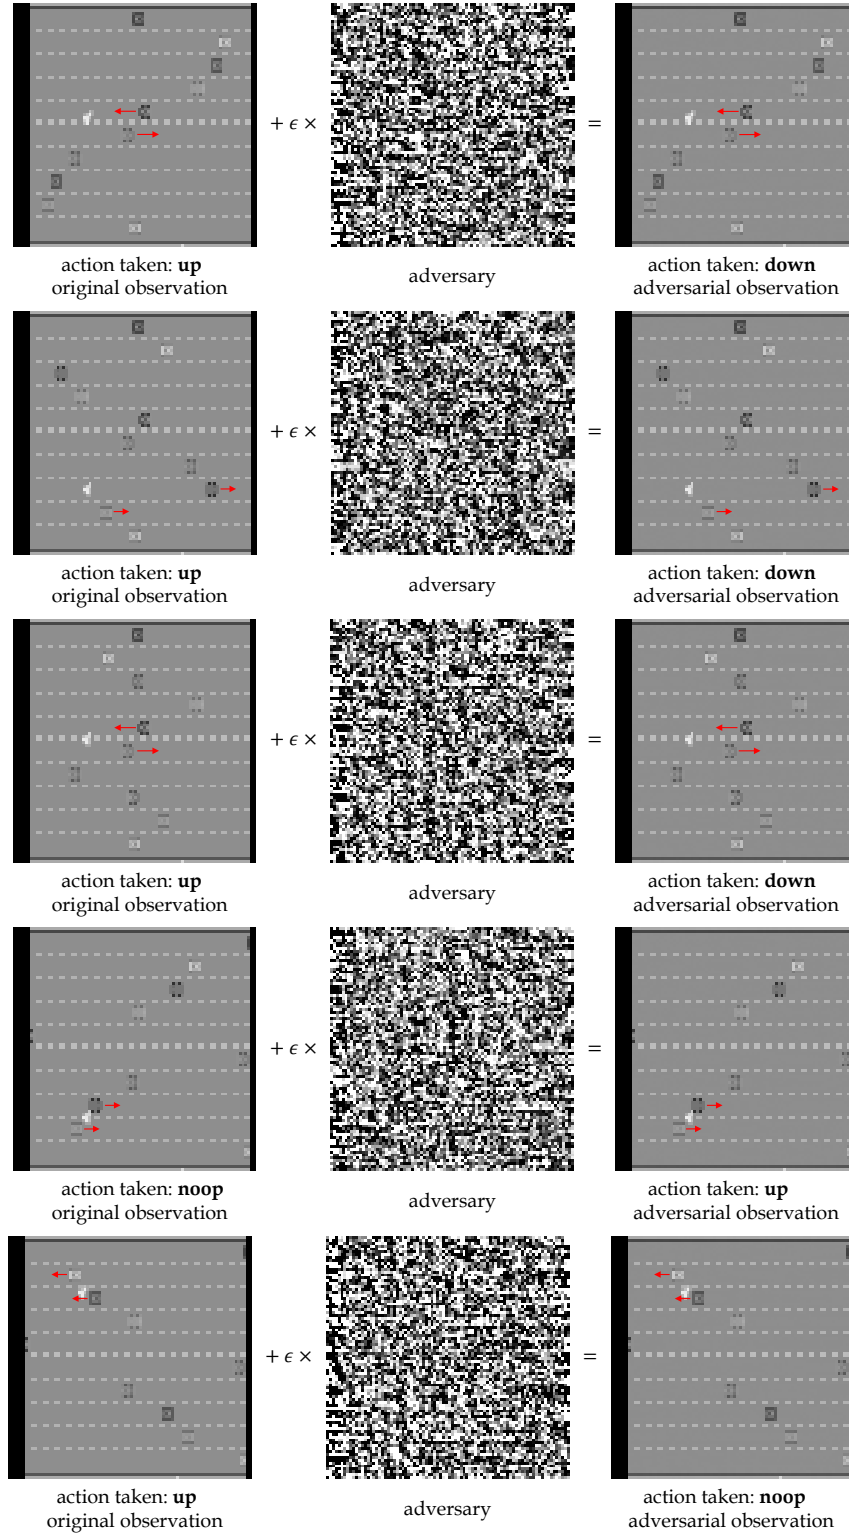 + ϵ ×
=
action taken: up
original observation
adversary
action taken: down
adversarial observation
+ ϵ ×
=
action taken: up
original observation
adversary
action taken: down
adversarial observation
+ ϵ ×
=
action taken: up
original observation
adversary
action taken: down
adversarial observation
+ ϵ ×
=
action taken: noop
original observation
adversary
action taken: up
adversarial observation
+ ϵ ×
=
action taken: up
original observation
adversary
action taken: noop
adversarial observation